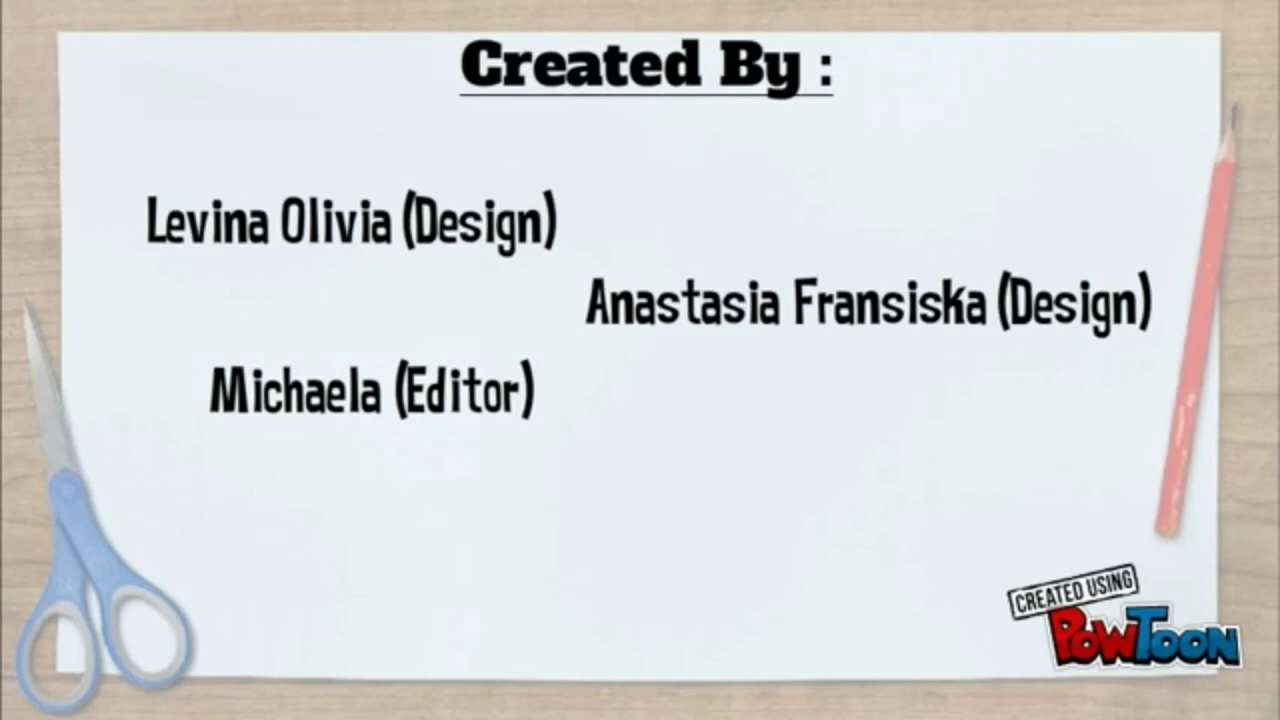 Created By :
Levina Olivia (Design)
Anastasia Fransiska (Design)
Michaela (Editor)
CREATED USING
POWTOON